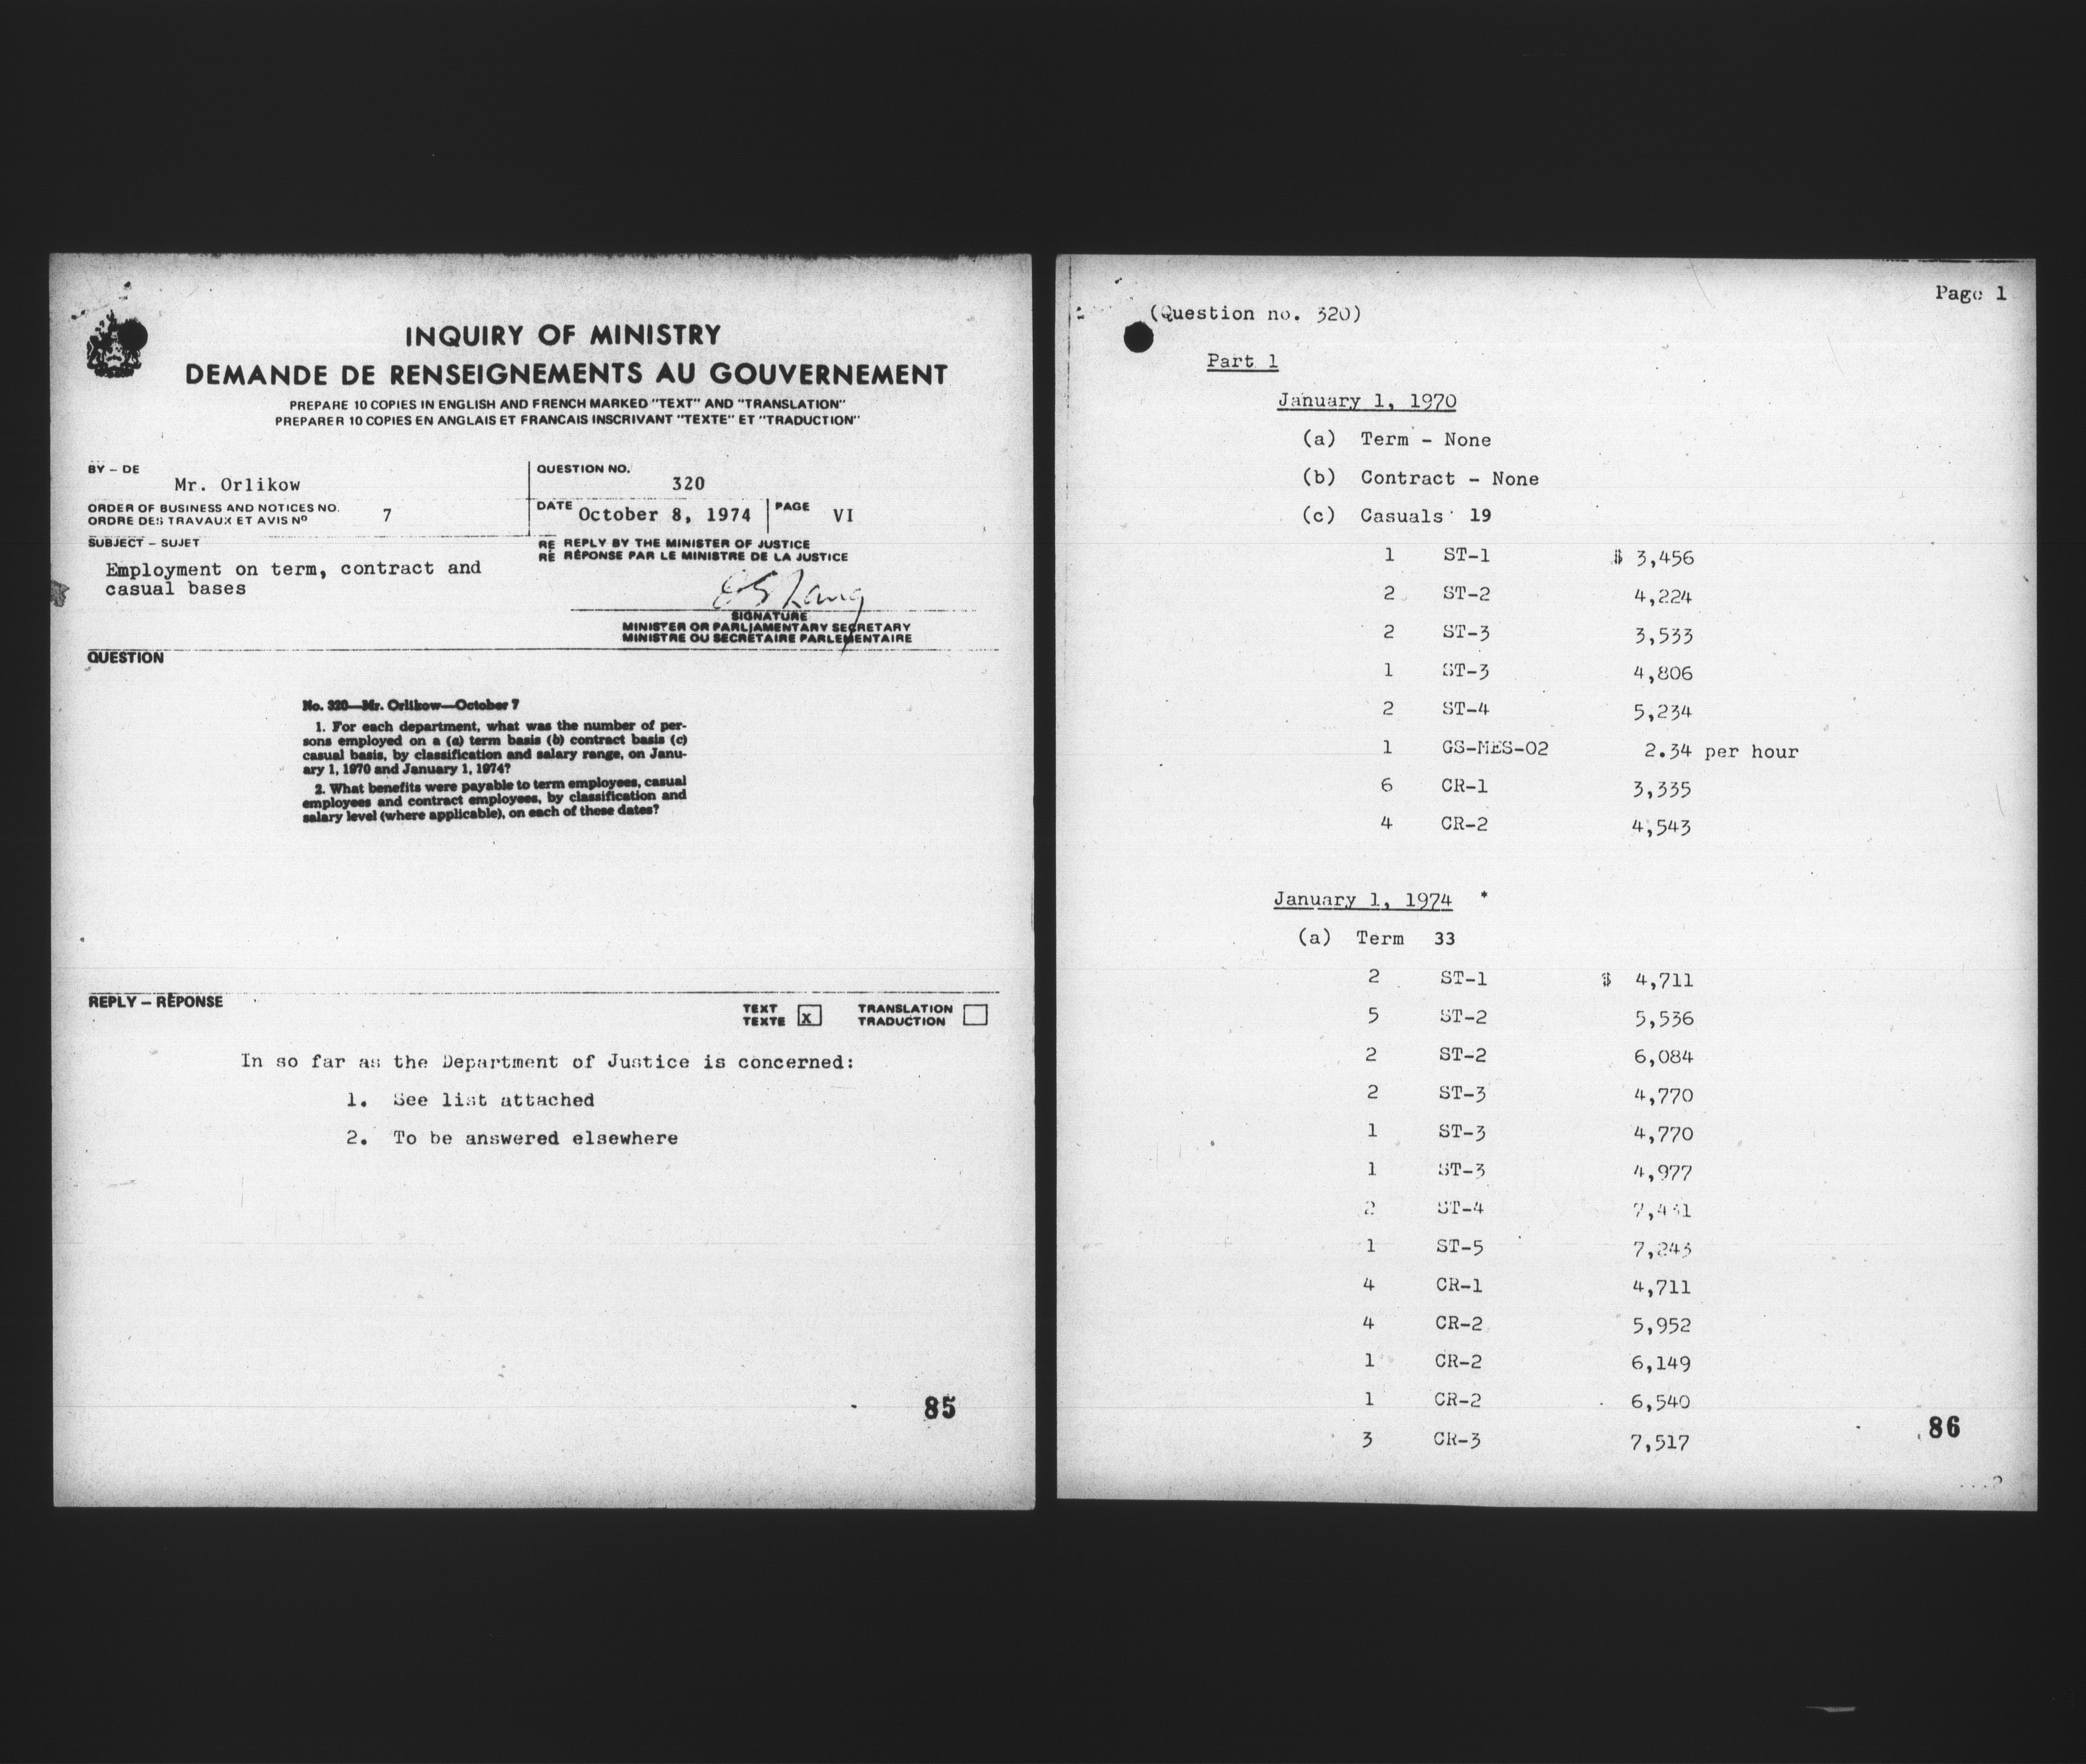 INQUIRY OF MINISTRY
DEMANDE DE RENSEIGNEMENTS AU GOUVERNEMENT
PREPARE 10 COPIES IN ENGLISH AND FRENCH MARKED "TEXT" AND "TRANSLATION"
PREPARER 10 COPIES EN ANGLAIS ET FRANCAIS INSCRIVANT "TEXTE" ET "TRADUCTION"
BY – DE
Mr. Orlikow
QUESTION NO.
320
ORDER OF BUSINESS AND NOTICES NO.
ORDRE DES TRAVAUX ET AVIS Nº
7
DATE October 8, 1974
PAGE VI
SUBJECT – SUJET
Employment on term, contract and
casual bases
RE REPLY BY THE MINISTER OF JUSTICE
RÉ RÉPONSE PAR LE MINISTRE DE LA JUSTICE
SIGNATURE
MINISTER OR PARLIAMENTARY SECRETARY
MINISTRE OU SECRÉTAIRE PARLEMENTAIRE
QUESTION
No. 320—Mr. Orlikow—October 7
1. For each department, what was the number of per-
sons employed on a (a) term basis (b) contract basis (c)
casual basis, by classification and salary range, on Janu-
ary 1, 1970 and January 1, 1974?
2. What benefits were payable to term employees, casual
employees and contract employees, by classification and
salary level (where applicable), on each of those dates?
REPLY – RÉPONSE
TEXT
TEXTE
x
TRANSLATION
TRADUCTION
In so far as the Department of Justice is concerned:
1. See list attached
2. To be answered elsewhere
85
Page 1
(Question no. 320)
Part 1
January 1, 1970
(a) Term - None
(b) Contract - None
(c) Casuals 19
1 ST-1 $ 3,456
2 ST-2 4,224
2 ST-3 3,533
1 ST-3 4,806
2 ST-4 5,234
1 GS-MES-02 2.34 per hour
6 CR-1 3,335
4 CR-2 4,543
January 1, 1974 *
(a) Term 33
2 ST-1 $ 4,711
5 ST-2 5,536
2 ST-2 6,084
2 ST-3 4,770
1 ST-3 4,770
1 ST-3 4,977
2 ST-4
1 ST-5 7,243
4 CR-1 4,711
4 CR-2 5,952
1 CR-2 6,149
1 CR-2 6,540
3 CR-3 7,517
86